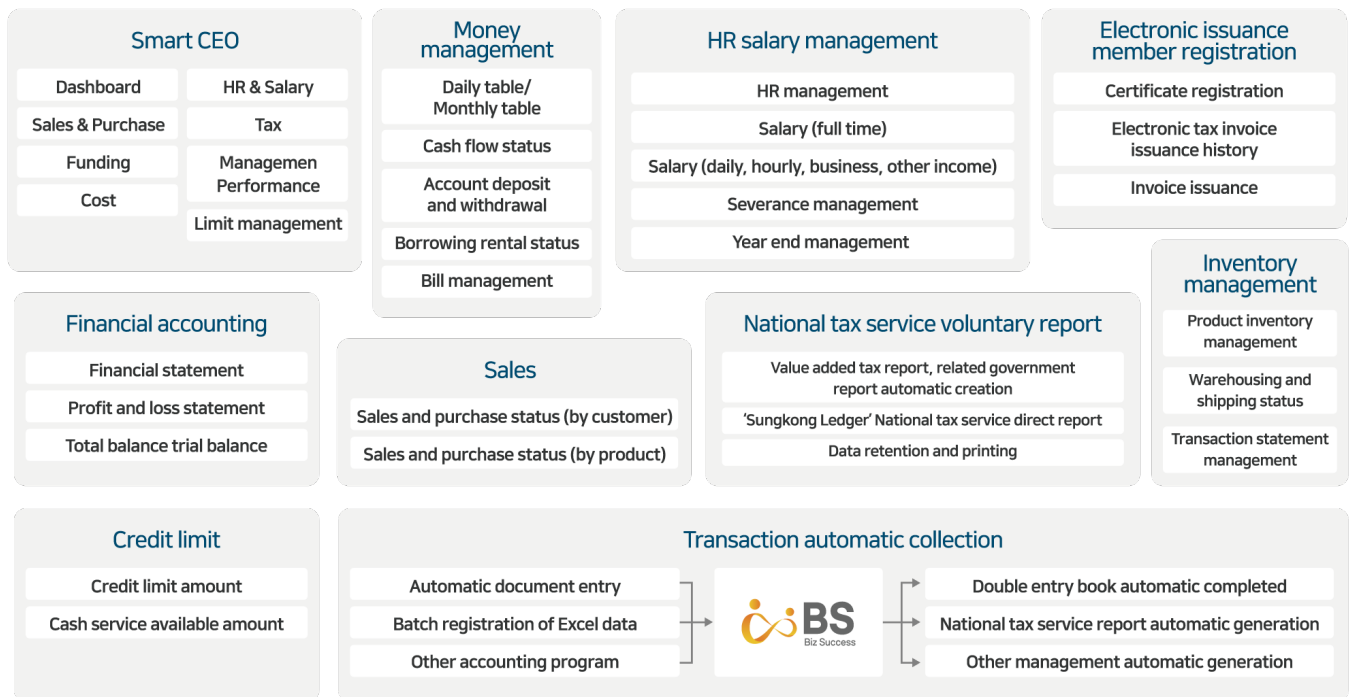 Smart CEO
Dashboard
Sales & Purchase
Funding
Cost
HR & Salary
Tax
Managemen
Performance
Limit management
Money
management
Daily table/
Monthly table
Cash flow status
Account deposit
and withdrawal
Borrowing rental status
Bill management
HR salary management
HR management
Salary (full time)
Salary (daily, hourly, business, other income)
Severance management
Year end management
Electronic issuance
member registration
Certificate registration
Electronic tax invoice
issuance history
Invoice issuance
Financial accounting
Financial statement
Profit and loss statement
Total balance trial balance
Sales
Sales and purchase status (by customer)
Sales and purchase status (by product)
National tax service voluntary report
Value added tax report, related government
report automatic creation
‘Sungkong Ledger’ National tax service direct report
Data retention and printing
Inventory
management
Product inventory
management
Warehousing and
shipping status
Transaction statement
management
Credit limit
Credit limit amount
Cash service available amount
Transaction automatic collection
Automatic document entry
Batch registration of Excel data
Other accounting program
BS
Biz Success
Double entry book automatic completed
National tax service report automatic generation
Other management automatic generation